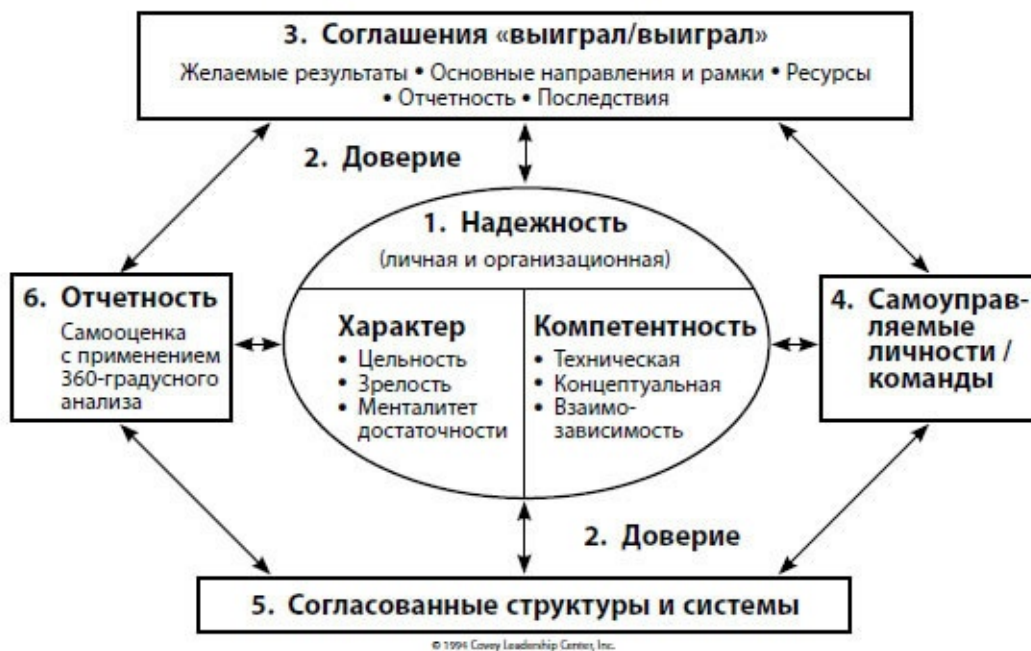 3. Соглашения «выиграл/выиграл»
Желаемые результаты • Основные направления и рамки • Ресурсы
• Отчетность • Последствия
2. Доверие
1. Надежность
(личная и организационная)
6. Отчетность
Самооценка
с применением
360-градусного
анализа
Характер
• Цельность
• Зрелость
• Менталитет
достаточности
Компетентность
• Техническая
• Концептуальная
• Взаимо-
зависимость
4. Самоуправ-
ляемые
личности /
команды
2. Доверие
5. Согласованные структуры и системы
© 1994 Covey Leadership Center, Inc.